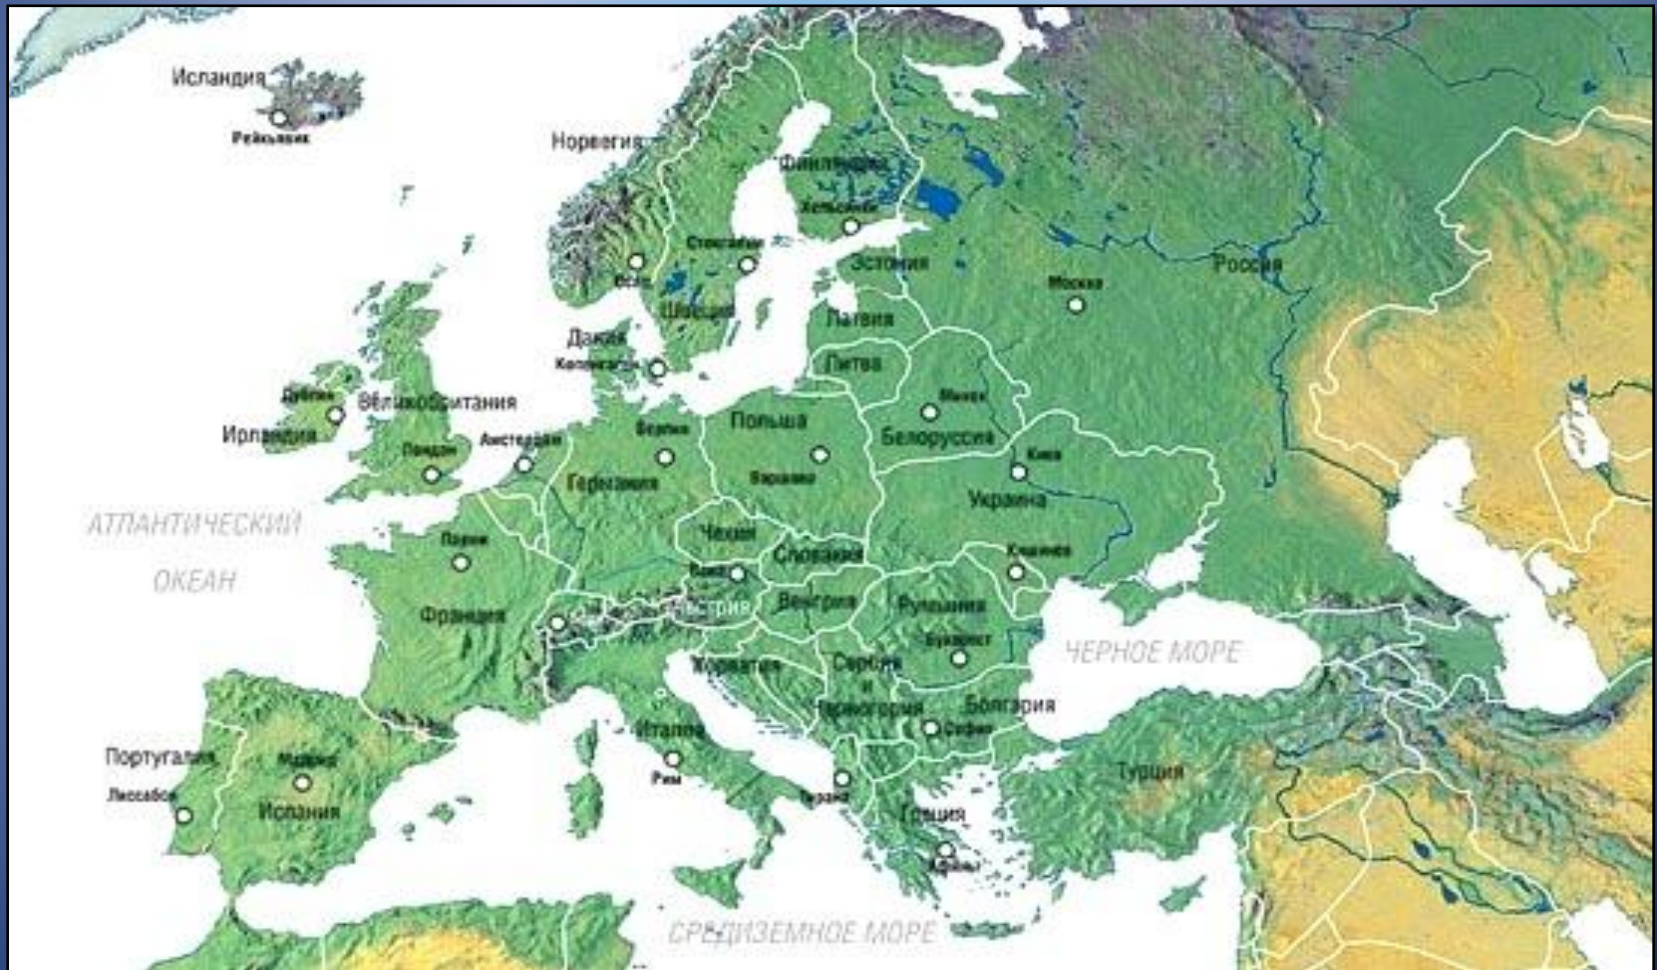 Исландия
Рейкьявик
Норвегия
Финляндия
Хельсинки
Стокгольм
Осло
Швеция
Эстония
Россия
Москва
Латвия
Дания
Копенгаген
Литва
Дублин
Великобритания
Ирландия
Лондон
Амстердам
Берлин
Германия
Польша
Варшава
Минск
Белоруссия
Киев
Украина
АТЛАНТИЧЕСКИЙ
ОКЕАН
Париж
Франция
Чехия
Словакия
Вена
Австрия
Венгрия
Кишинев
Румыния
Бухарест
ЧЕРНОЕ МОРЕ
Хорватия
Сербия
и
Черногория
Болгария
София
Италия
Рим
Португалия
Лиссабон
Мадрид
Испания
Тирана
Греция
Афины
Турция
СРЕДИЗЕМНОЕ МОРЕ